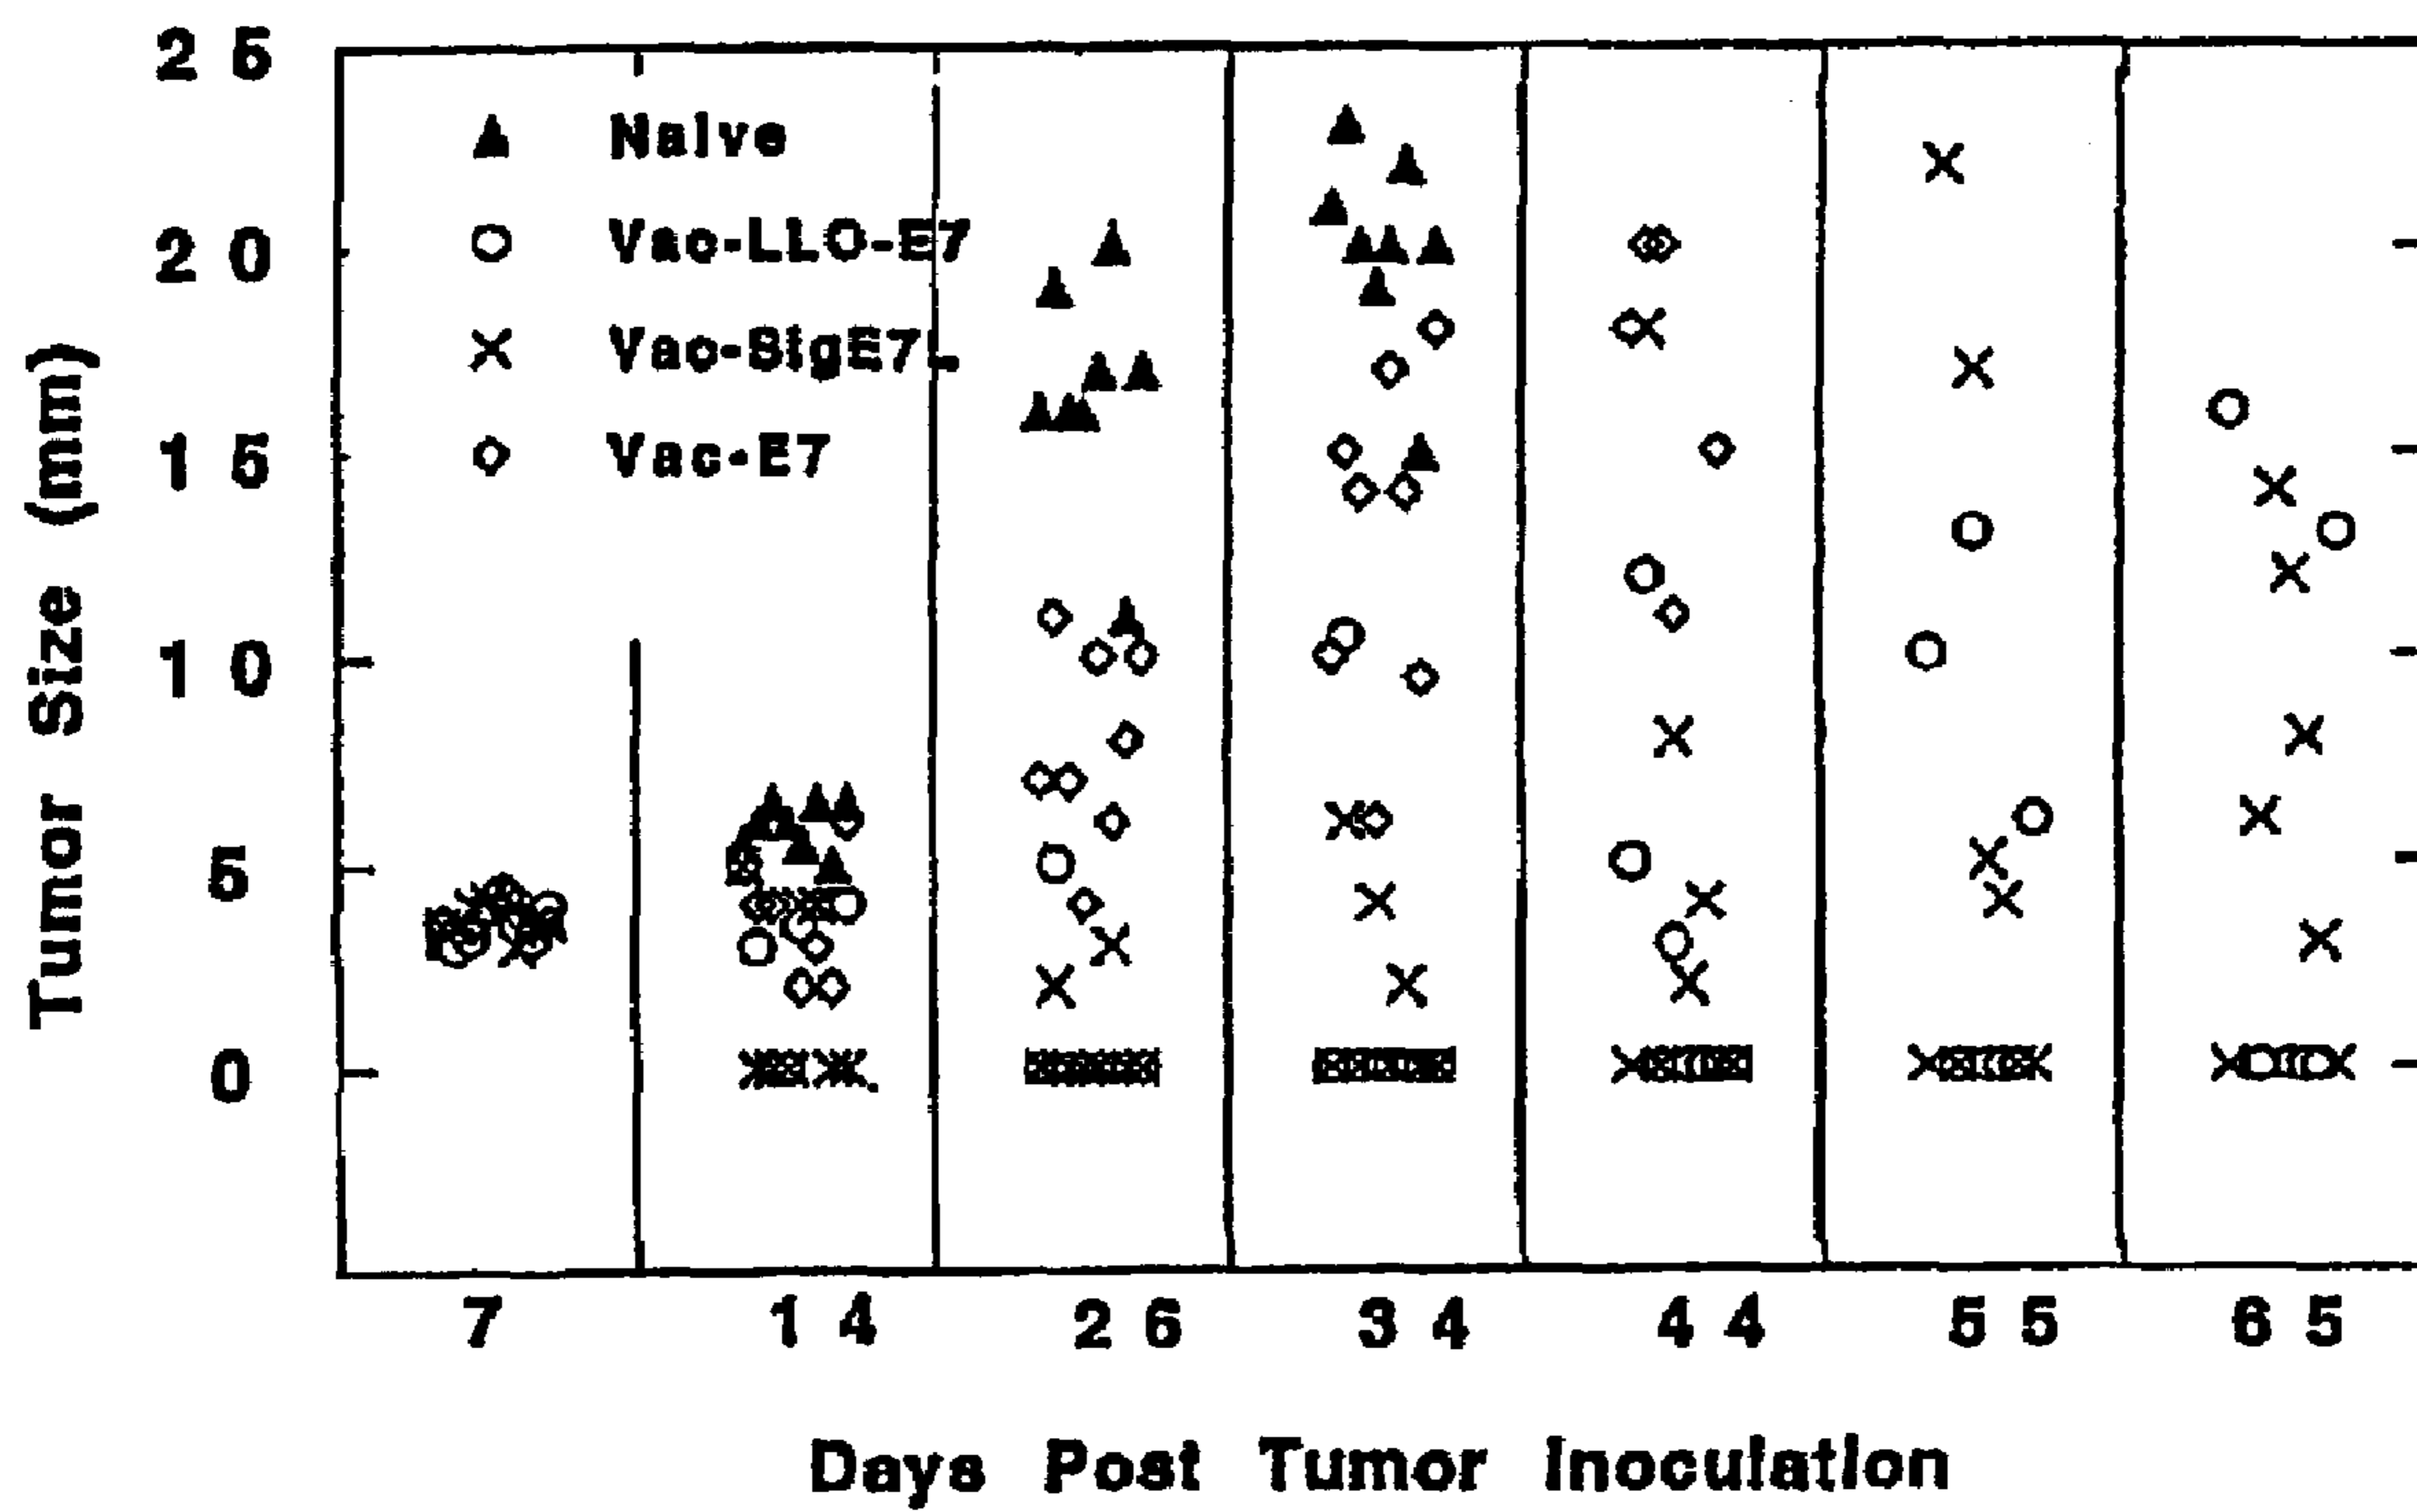 Tumor Size (mm)
25
20
15
10
5
0
Naive
Vac-LLO-E7
Vac-SigE7L
Vac-E7
7 14 26 34 44 55 65
Days Post Tumor Inoculation